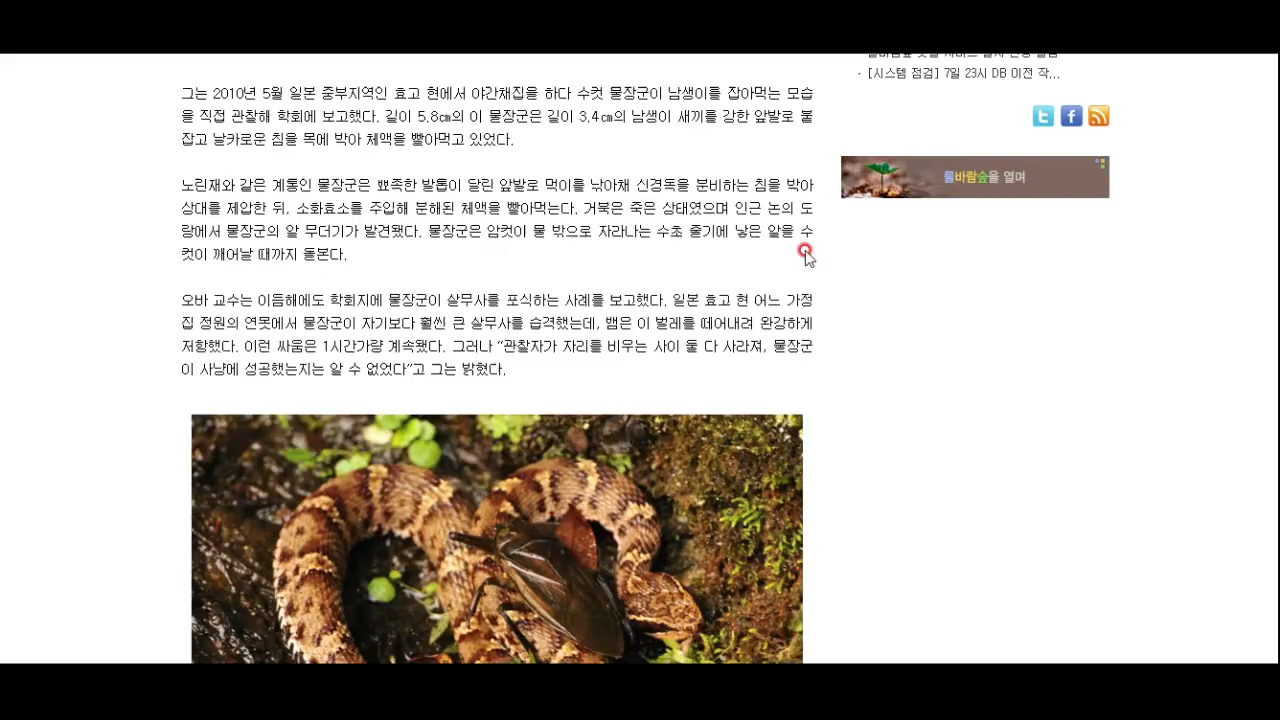 [시스템 점검] 7일 23시 DB 이전 작...
물바람숲을 열며
그는 2010년 5월 일본 중부지역인 효고 현에서 야간채집을 하다 수컷 물장군이 남생이를 잡아먹는 모습
을 직접 관찰해 학회에 보고했다. 길이 5.8㎝의 이 물장군은 길이 3.4㎝의 남생이 새끼를 강한 앞발로 붙
잡고 날카로운 침을 목에 박아 체액을 빨아먹고 있었다.
노린재와 같은 계통인 물장군은 뾰족한 발톱이 달린 앞발로 먹이를 낚아채 신경독을 분비하는 침을 박아
상대를 제압한 뒤, 소화효소를 주입해 분해된 체액을 빨아먹는다. 거북은 죽은 상태였으며 인근 논의 도
랑에서 물장군의 알 무더기가 발견됐다. 물장군은 암컷이 물 밖으로 자라나는 수초 줄기에 낳은 알을 수
컷이 깨어날 때까지 돌본다.
오바 교수는 이듬해에도 학회지에 물장군이 살무사를 포식하는 사례를 보고했다. 일본 효고 현 어느 가정
집 정원의 연못에서 물장군이 자기보다 훨씬 큰 살무사를 습격했는데, 뱀은 이 벌레를 떼어내려 완강하게
저항했다. 이런 싸움은 1시간가량 계속됐다. 그러나 “관찰자가 자리를 비우는 사이 둘 다 사라져, 물장군
이 사냥에 성공했는지는 알 수 없었다”고 그는 밝혔다.